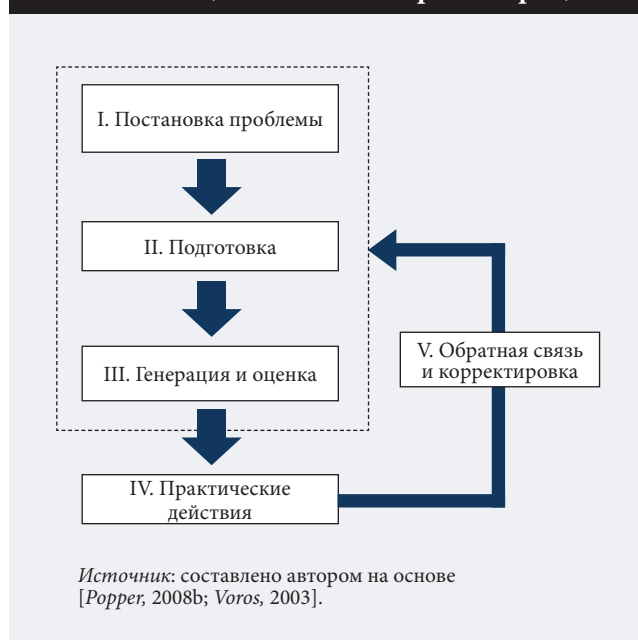 I. Постановка проблемы
II. Подготовка
III. Генерация и оценка
V. Обратная связь
и корректировка
IV. Практические
действия
Источник: составлено автором на основе
[Popper, 2008b; Voros, 2003].